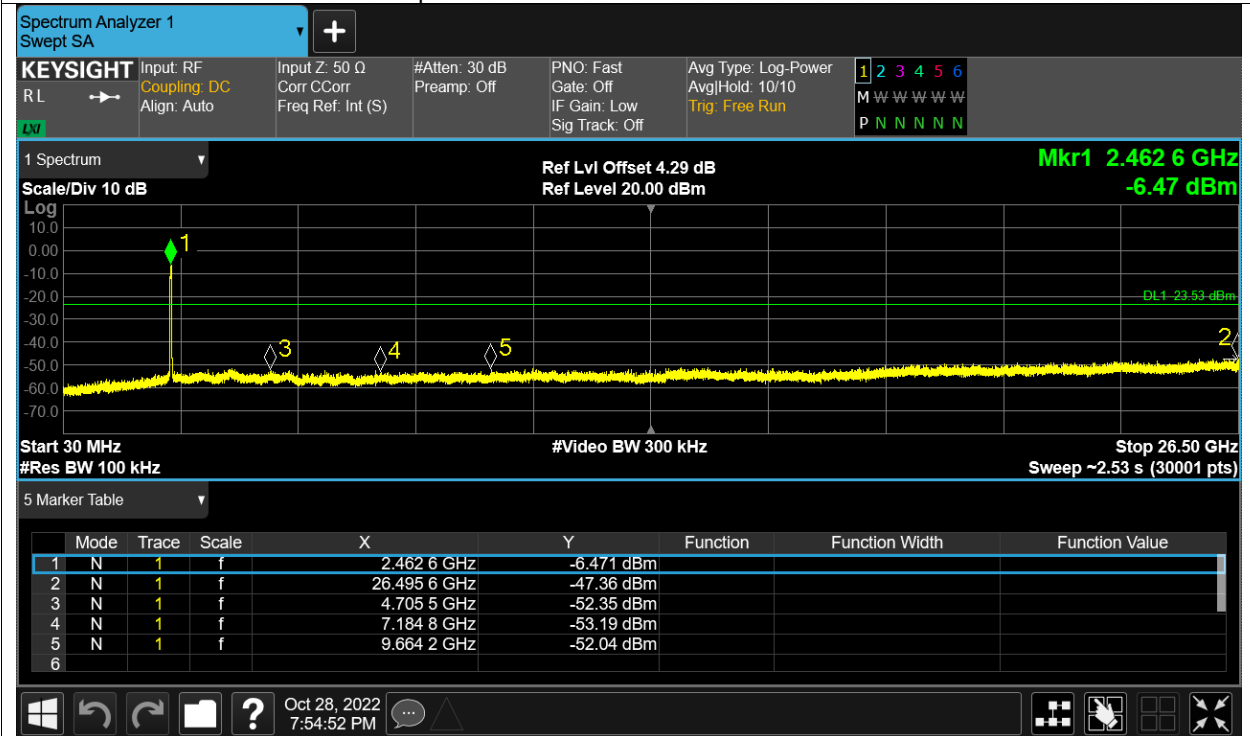 Spectrum Analyzer 1
Swept SA
+
KEYSIGHT Input: RF Input Z: 50 Ω #Atten: 30 dB PNO: Fast Avg Type: Log-Power 1 2 3 4 5 6
R L Coupling: DC Corr CCorr Preamp: Off Gate: Off Avg|Hold: 10/10 M W W W W W
Align: Auto Freq Ref: Int (S) IF Gain: Low Trig: Free Run P N N N N N
LXI Sig Track: Off
1 Spectrum Ref Lvl Offset 4.29 dB Mkr1 2.462 6 GHz
Scale/Div 10 dB Ref Level 20.00 dBm -6.47 dBm
Log
10.0
0.00 1
-10.0
-20.0 DL1 -23.53 dBm
-30.0
-40.0 3 4 5 2
-50.0
-60.0
-70.0
Start 30 MHz #Video BW 300 kHz Stop 26.50 GHz
#Res BW 100 kHz Sweep ~2.53 s (30001 pts)
5 Marker Table
Mode Trace Scale X Y Function Function Width Function Value
1 N 1 f 2.462 6 GHz -6.471 dBm
2 N 1 f 26.495 6 GHz -47.36 dBm
3 N 1 f 4.705 5 GHz -52.35 dBm
4 N 1 f 7.184 8 GHz -53.19 dBm
5 N 1 f 9.664 2 GHz -52.04 dBm
6
? Oct 28, 2022
7:54:52 PM